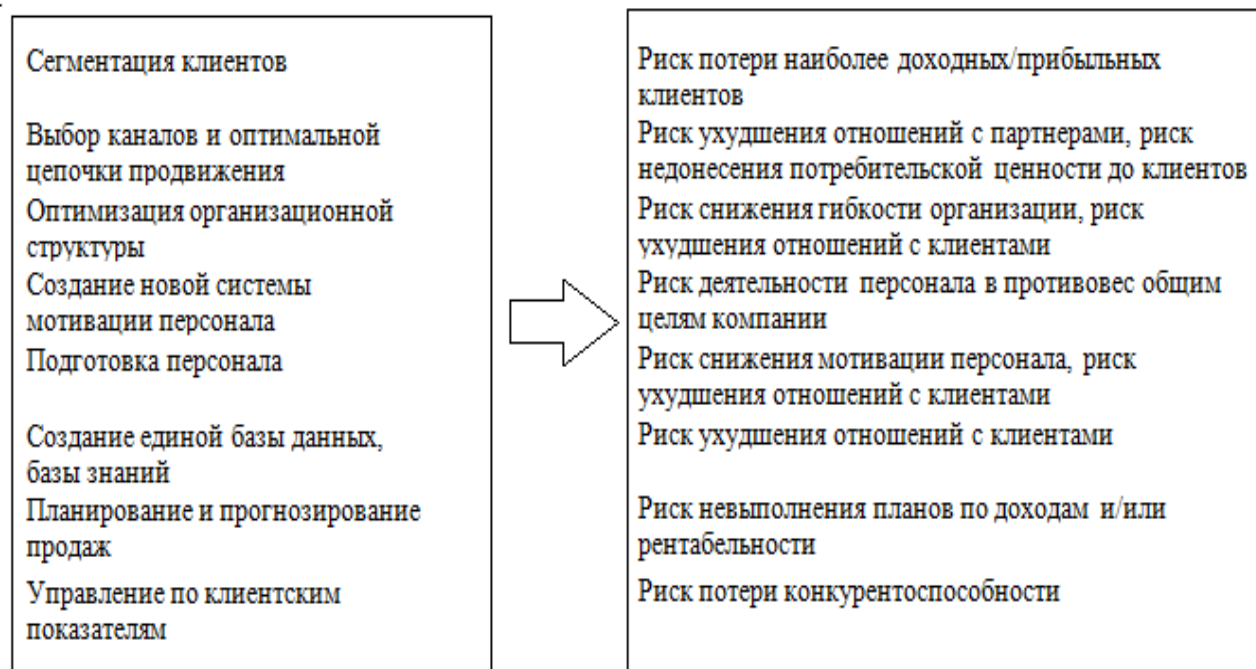 Сегментация клиентов
Выбор каналов и оптимальной
цепочки продвижения
Оптимизация организационной
структуры
Создание новой системы
мотивации персонала
Подготовка персонала
Создание единой базы данных,
базы знаний
Планирование и прогнозирование
продаж
Управление по клиентским
показателям
Риск потери наиболее доходных/прибыльных
клиентов
Риск ухудшения отношений с партнерами, риск
недонесения потребительской ценности до клиентов
Риск снижения гибкости организации, риск
ухудшения отношений с клиентами
Риск деятельности персонала в противовес общим
целям компании
Риск снижения мотивации персонала, риск
ухудшения отношений с клиентами
Риск ухудшения отношений с клиентами
Риск невыполнения планов по доходам и/или
рентабельности
Риск потери конкурентоспособности